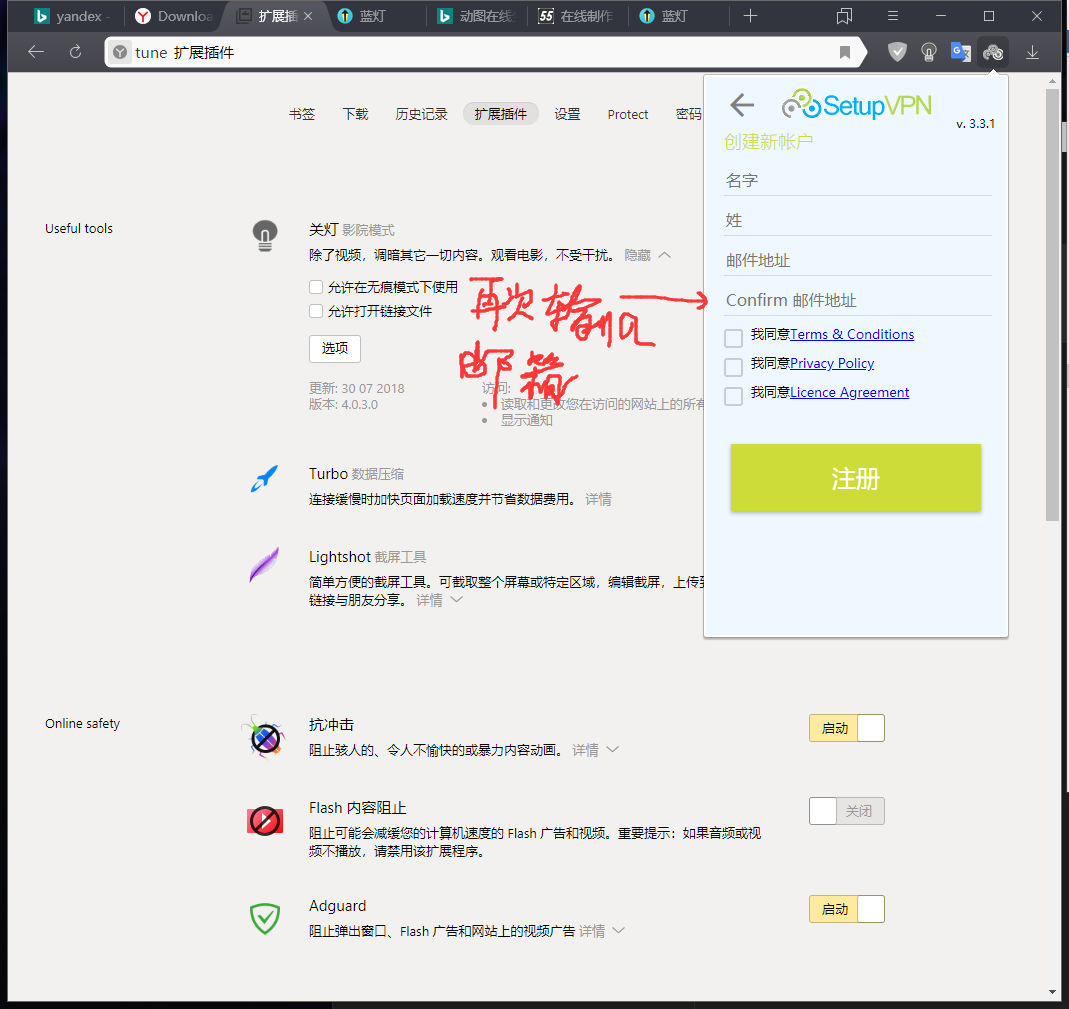 yandex -
Downloa
扩展插
蓝灯
动图在线
55 在线制作
蓝灯
tune 扩展插件
书签 下载 历史记录 扩展插件 设置 Protect 密码
SetupVPN
v. 3.3.1
创建新帐户
名字
姓
邮件地址
Confirm 邮件地址
我同意Terms & Conditions
我同意Privacy Policy
我同意Licence Agreement
注册
Useful tools
关灯 影院模式
除了视频，调暗其它一切内容。观看电影，不受干扰。 隐藏
允许在无痕模式下使用
允许打开链接文件
再次输入
邮箱
选项
更新: 30 07 2018
版本: 4.0.3.0
访问:
读取和更改您在访问的网站上的所有
显示通知
Turbo 数据压缩
连接缓慢时加快页面加载速度并节省数据费用。 详情
Lightshot 截屏工具
简单方便的截屏工具。可截取整个屏幕或特定区域，编辑截屏，上传到
链接与朋友分享。 详情
Online safety
抗冲击
阻止骇人的、令人不愉快的或暴力内容动画。 详情
启动
Flash 内容阻止
阻止可能会减缓您的计算机速度的 Flash 广告和视频。重要提示：如果音频或视
频不播放，请禁用该扩展程序。
关闭
Adguard
阻止弹出窗口、Flash 广告和网站上的视频广告 详情
启动